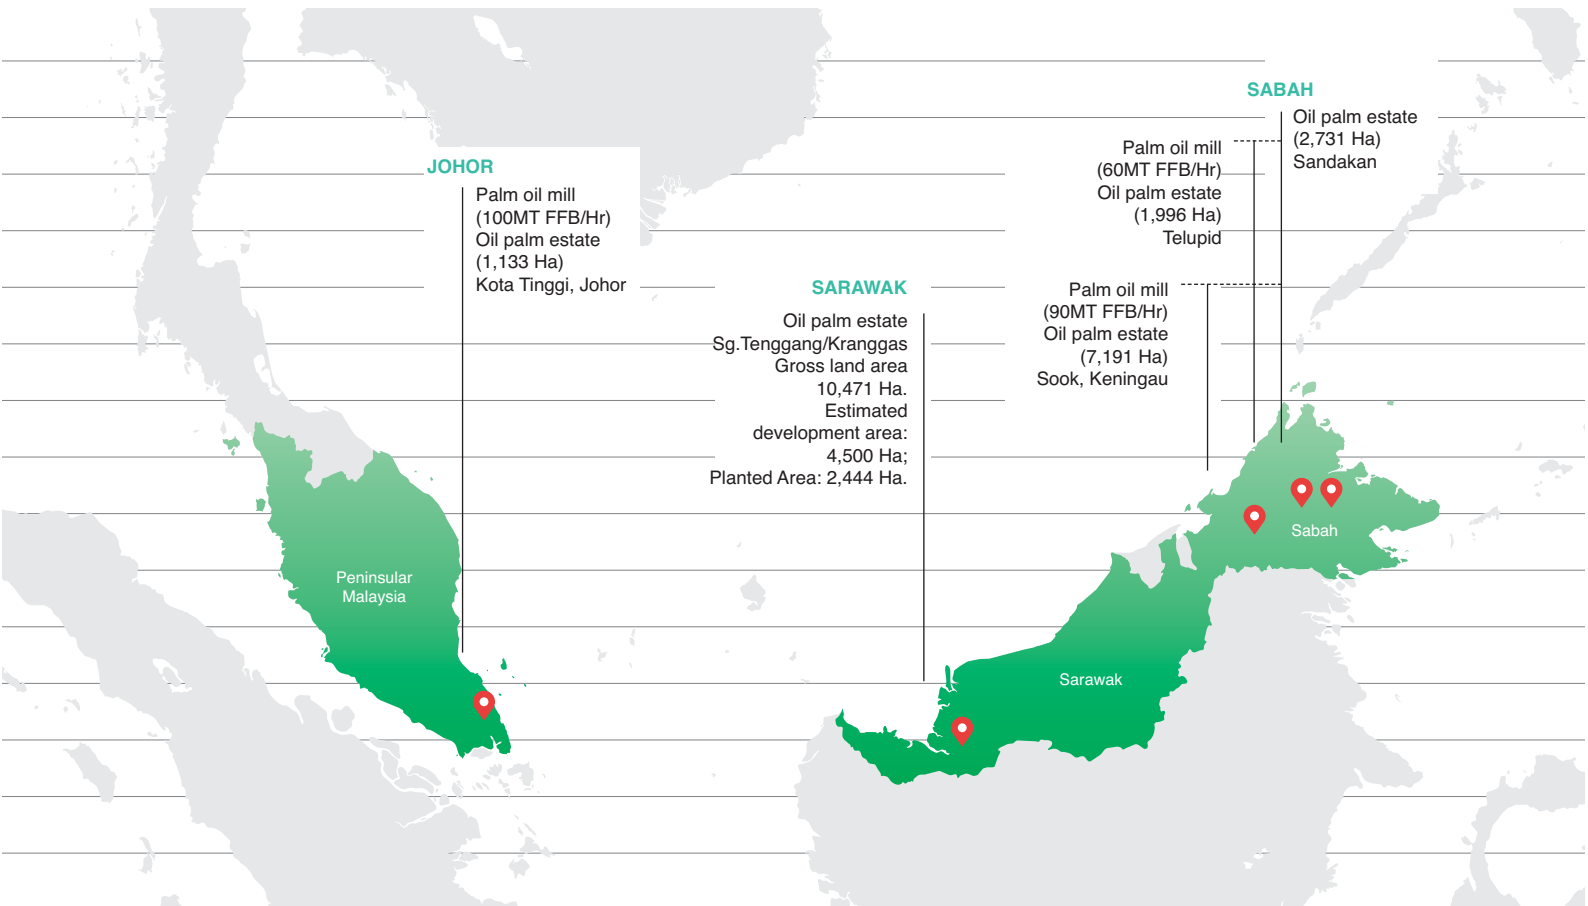 JOHOR
Palm oil mill
(100MT FFB/Hr)
Oil palm estate
(1,133 Ha)
Kota Tinggi, Johor
SARAWAK
Oil palm estate
Sg.Tenggang/Kranggas
Gross land area
10,471 Ha.
Estimated
development area:
4,500 Ha;
Planted Area: 2,444 Ha.
SABAH
Oil palm estate
(2,731 Ha)
Sandakan
Palm oil mill
(60MT FFB/Hr)
Oil palm estate
(1,996 Ha)
Telupid
Palm oil mill
(90MT FFB/Hr)
Oil palm estate
(7,191 Ha)
Sook, Keningau
Peninsular
Malaysia
Sarawak
Sabah